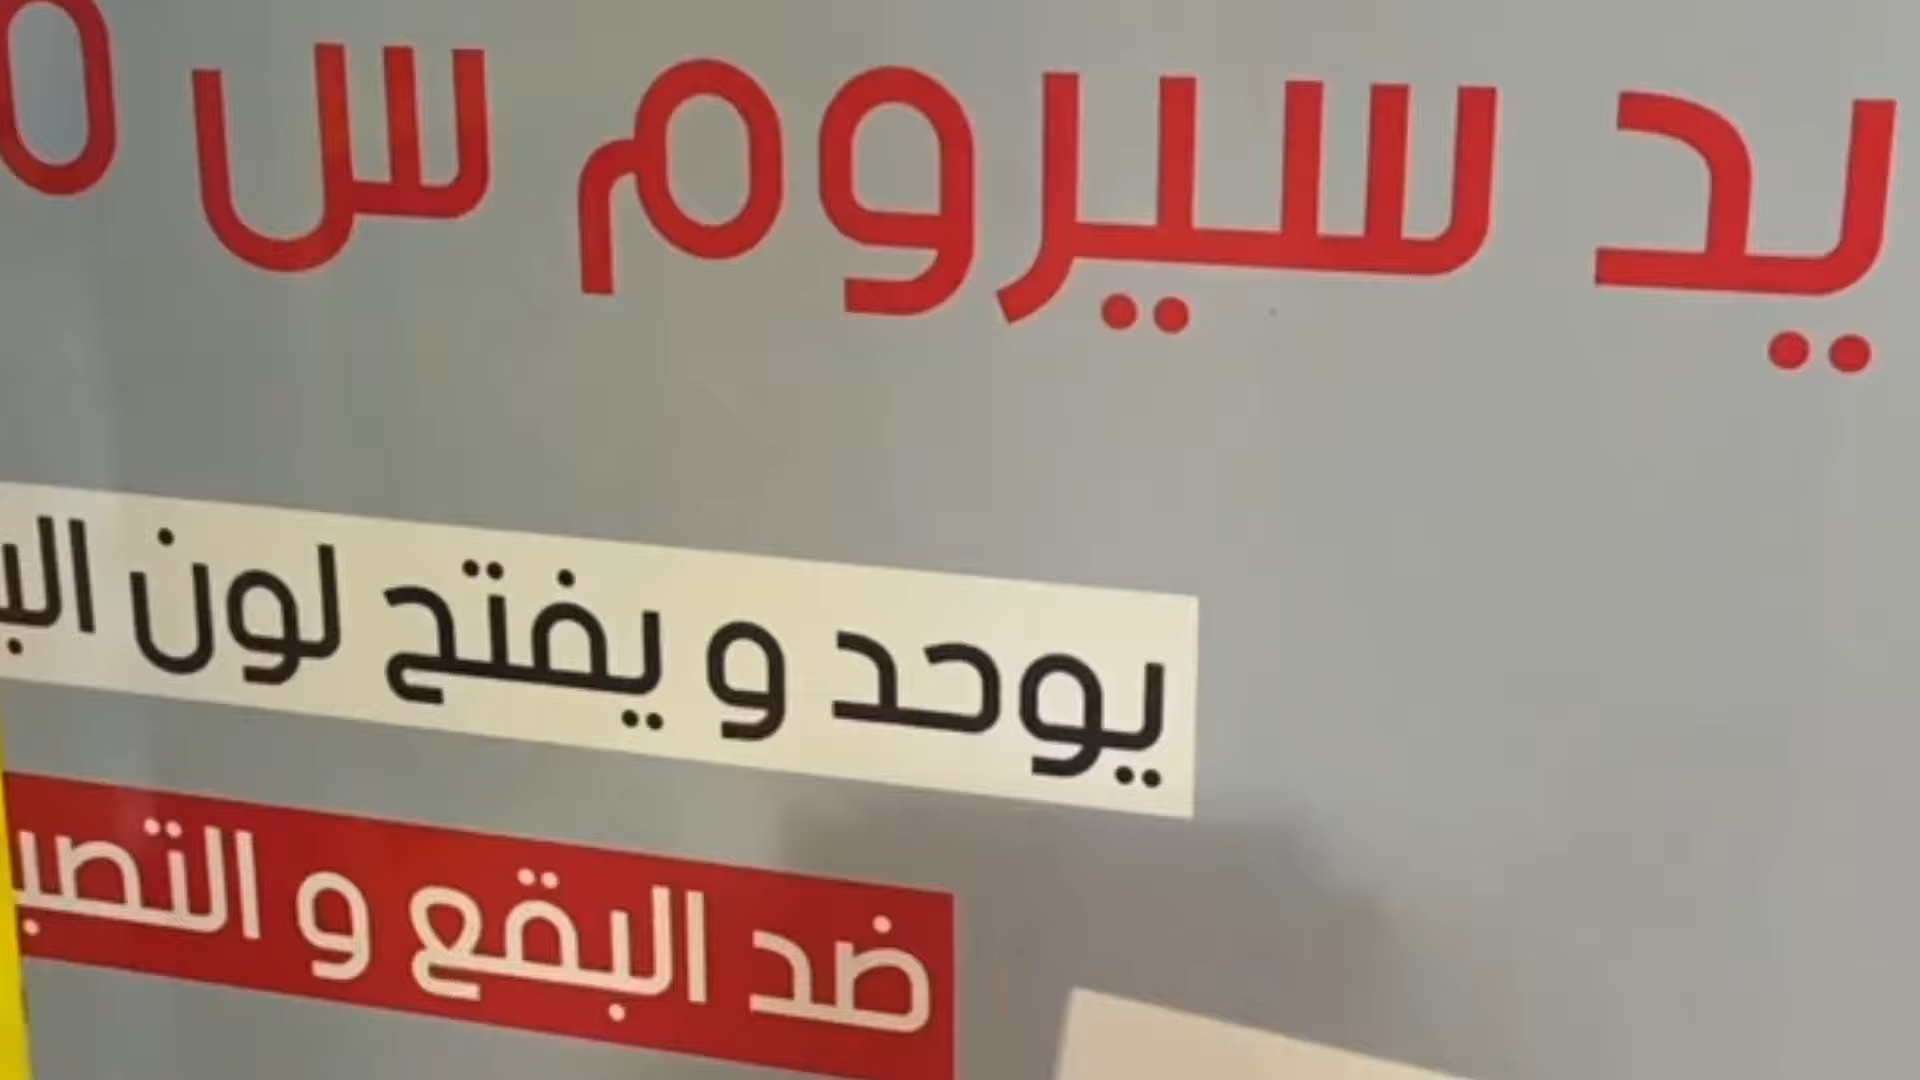 يد سيروم س
يوحد و يفتح لون
ضد البقع و